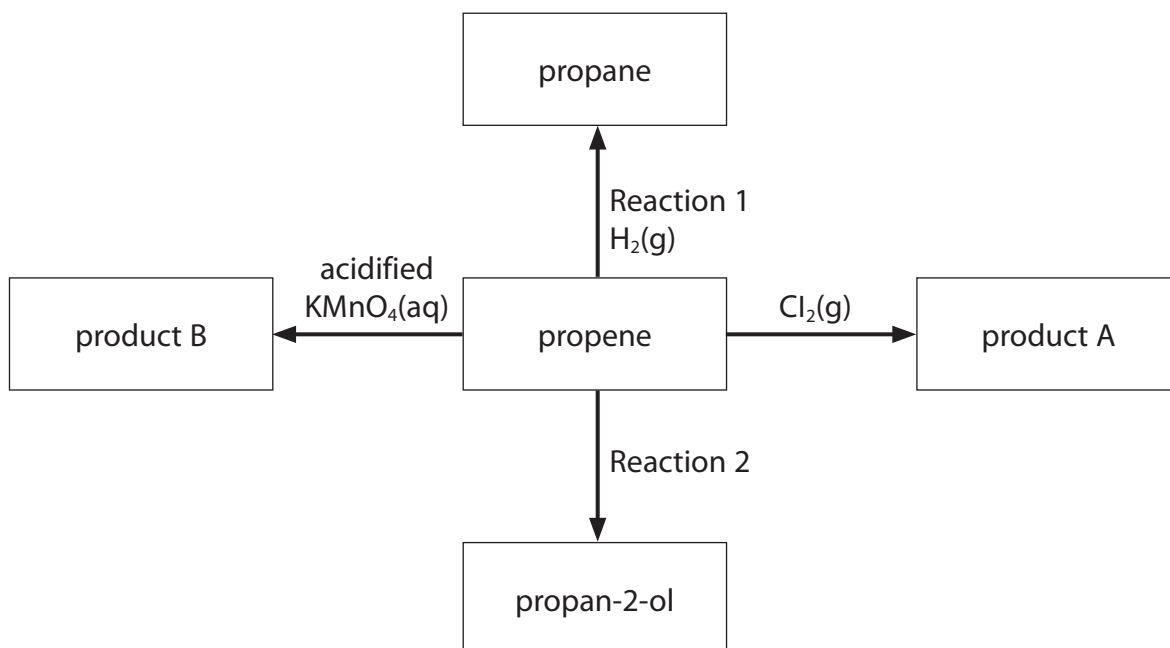 propane
Reaction 1
H₂(g)
acidified
KMnO₄(aq)
Cl₂(g)
product B
propene
product A
Reaction 2
propan-2-ol